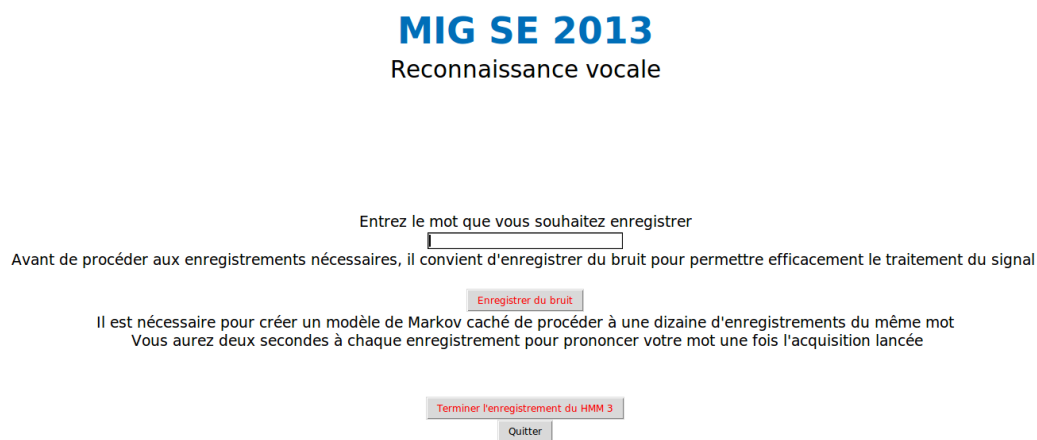 MIG SE 2013
Reconnaissance vocale
Entrez le mot que vous souhaitez enregistrer
Avant de procéder aux enregistrements nécessaires, il convient d'enregistrer du bruit pour permettre efficacement le traitement du signal
Enregistrer du bruit
Il est nécessaire pour créer un modèle de Markov caché de procéder à une dizaine d'enregistrements du même mot
Vous aurez deux secondes à chaque enregistrement pour prononcer votre mot une fois l'acquisition lancée
Terminer l'enregistrement du HMM 3
Quitter